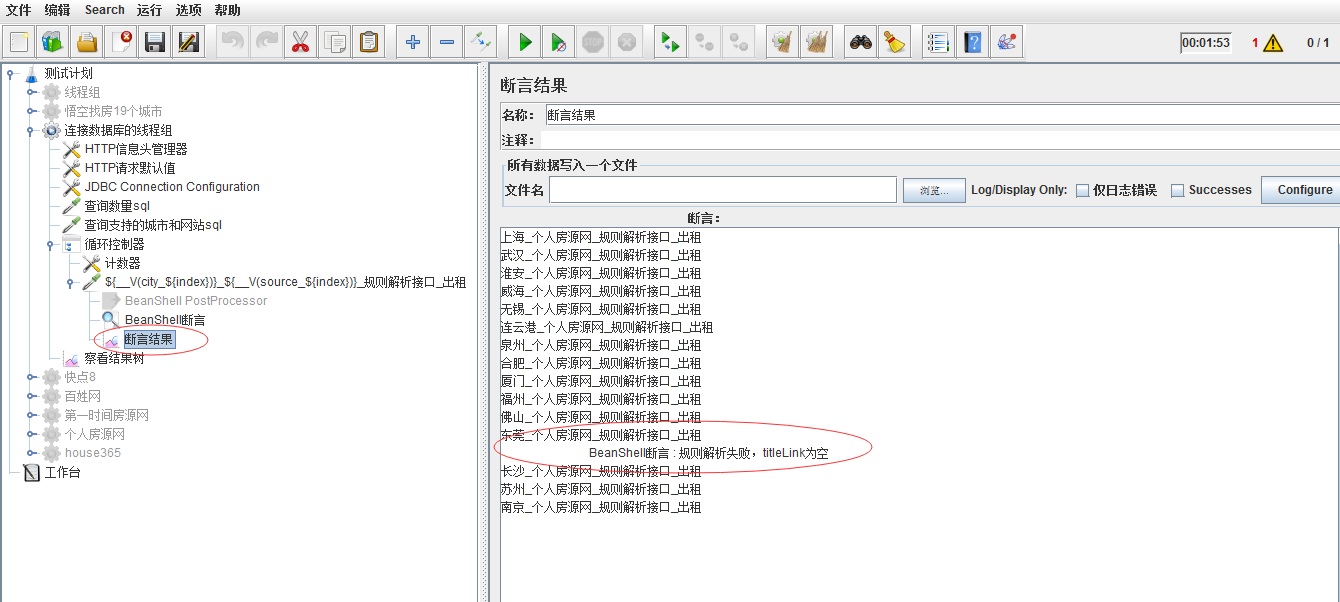 文件 编辑 Search 运行 选项 帮助
00:01:53 1 0 / 1
测试计划
线程组
悟空找房19个城市
连接数据库的线程组
HTTP信息头管理器
HTTP请求默认值
JDBC Connection Configuration
查询数量sql
查询支持的城市和网站sql
循环控制器
计数器
${__V(city_${index})}_${__V(source_${index})}_规则解析接口_出租
BeanShell PostProcessor
BeanShell断言
断言结果
察看结果树
快点8
百姓网
第一时间房源网
个人房源网
house365
工作台
断言结果
名称： 断言结果
注释：
所有数据写入一个文件
文件名 浏览... Log/Display Only: 仅日志错误 Successes Configure
断言：
上海_个人房源网_规则解析接口_出租
武汉_个人房源网_规则解析接口_出租
淮安_个人房源网_规则解析接口_出租
威海_个人房源网_规则解析接口_出租
无锡_个人房源网_规则解析接口_出租
连云港_个人房源网_规则解析接口_出租
泉州_个人房源网_规则解析接口_出租
合肥_个人房源网_规则解析接口_出租
厦门_个人房源网_规则解析接口_出租
福州_个人房源网_规则解析接口_出租
佛山_个人房源网_规则解析接口_出租
东莞_个人房源网_规则解析接口_出租
BeanShell断言 : 规则解析失败，titleLink为空
长沙_个人房源网_规则解析接口_出租
苏州_个人房源网_规则解析接口_出租
南京_个人房源网_规则解析接口_出租